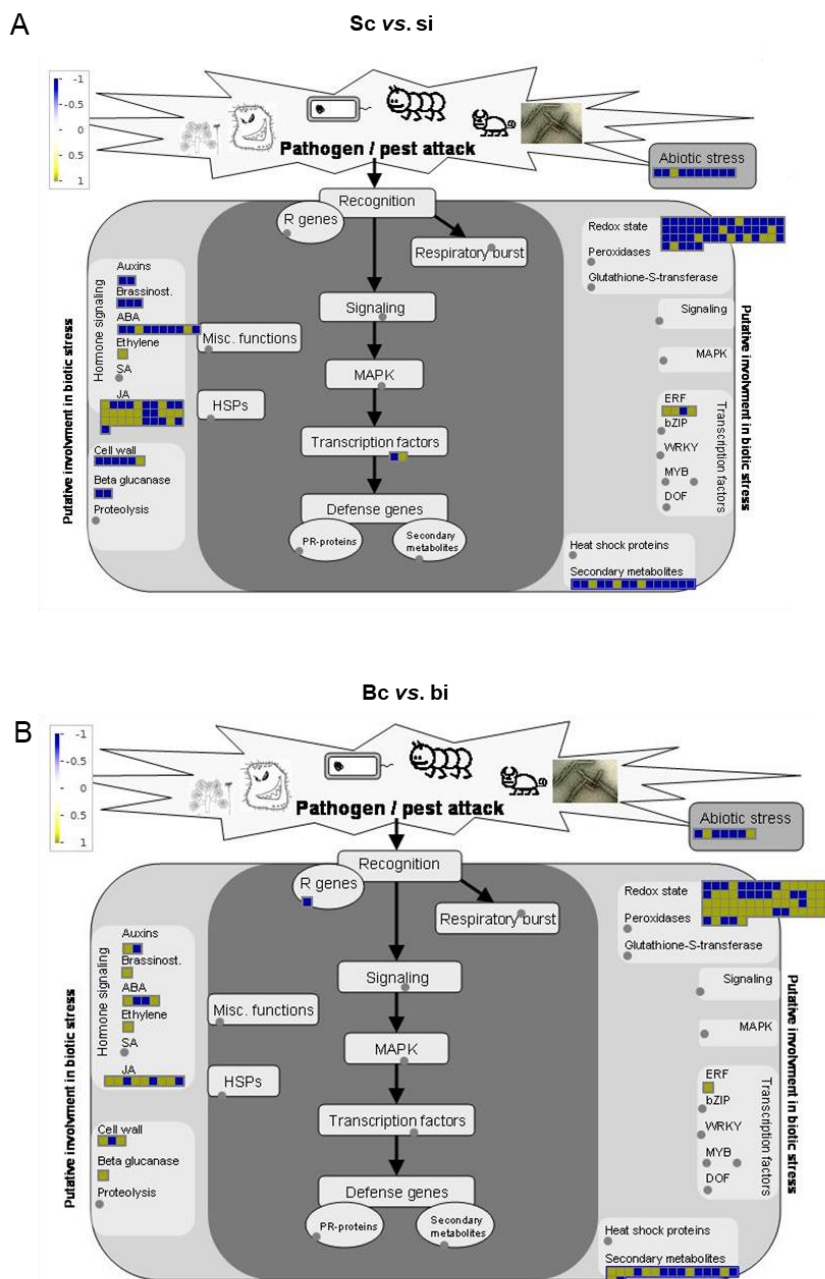 A
Sc vs. si
-1
-0.5
0
0.5
1
Pathogen / pest attack
Abiotic stress
Recognition
R genes
Respiratory burst
Redox state
Peroxidases
Glutathione-S-transferase
Auxins
Brassinost.
ABA
Ethylene
SA
JA
Hormone signaling
Signaling
Misc. functions
MAPK
HSPs
Transcription factors
Cell wall
Beta glucanase
Proteolysis
Defense genes
PR-proteins
Secondary
metabolites
Putative involvment in biotic stress
Signaling
MAPK
ERF
bZIP
WRKY
MYB
DOF
Transcription factors
Putative involvment in biotic stress
Heat shock proteins
Secondary metabolites
Bc vs. bi
B
-1
-0.5
0
0.5
1
Pathogen / pest attack
Abiotic stress
Recognition
R genes
Respiratory burst
Redox state
Peroxidases
Glutathione-S-transferase
Auxins
Brassinost.
ABA
Ethylene
SA
JA
Hormone signaling
Signaling
Misc. functions
MAPK
HSPs
Transcription factors
Cell wall
Beta glucanase
Proteolysis
Defense genes
PR-proteins
Secondary
metabolites
Putative involvment in biotic stress
Signaling
MAPK
ERF
bZIP
WRKY
MYB
DOF
Transcription factors
Putative involvment in biotic stress
Heat shock proteins
Secondary metabolites